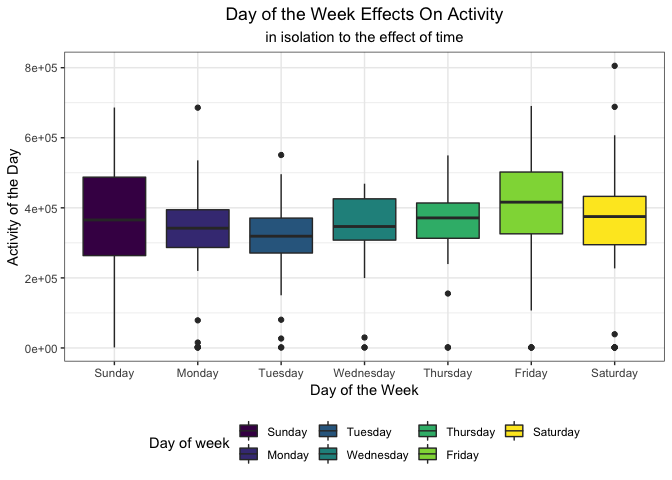 Day of the Week Effects On Activity
in isolation to the effect of time
Activity of the Day
8e+05
6e+05
4e+05
2e+05
0e+00
Sunday Monday Tuesday Wednesday Thursday Friday Saturday
Day of the Week
Day of week
Sunday Tuesday Thursday Saturday
Monday Wednesday Friday